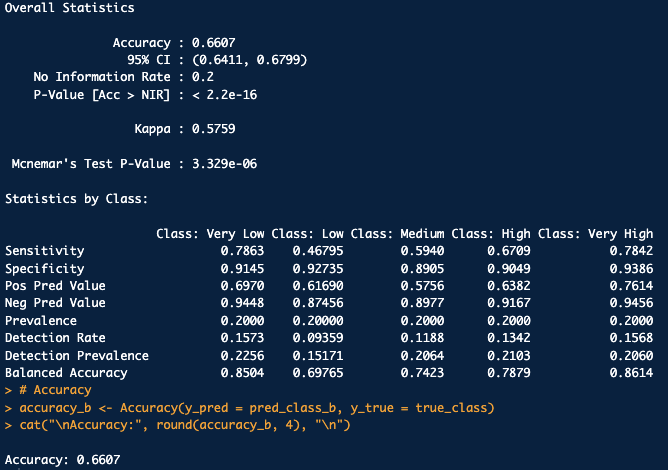 Overall Statistics
Accuracy : 0.6607
95% CI : (0.6411, 0.6799)
No Information Rate : 0.2
P-Value [Acc > NIR] : < 2.2e-16
Kappa : 0.5759
Mcnemar's Test P-Value : 3.329e-06
Statistics by Class:
Class: Very Low Class: Low Class: Medium Class: High Class: Very High
Sensitivity 0.7863 0.46795 0.5940 0.6709 0.7842
Specificity 0.9145 0.92735 0.8905 0.9049 0.9386
Pos Pred Value 0.6970 0.61690 0.5756 0.6382 0.7614
Neg Pred Value 0.9448 0.87456 0.8977 0.9167 0.9456
Prevalence 0.2000 0.20000 0.2000 0.2000 0.2000
Detection Rate 0.1573 0.09359 0.1188 0.1342 0.1568
Detection Prevalence 0.2256 0.15171 0.2064 0.2103 0.2060
Balanced Accuracy 0.8504 0.69765 0.7423 0.7879 0.8614
> # Accuracy
> accuracy_b <- Accuracy(y_pred = pred_class_b, y_true = true_class)
> cat("\nAccuracy:", round(accuracy_b, 4), "\n")
Accuracy: 0.6607